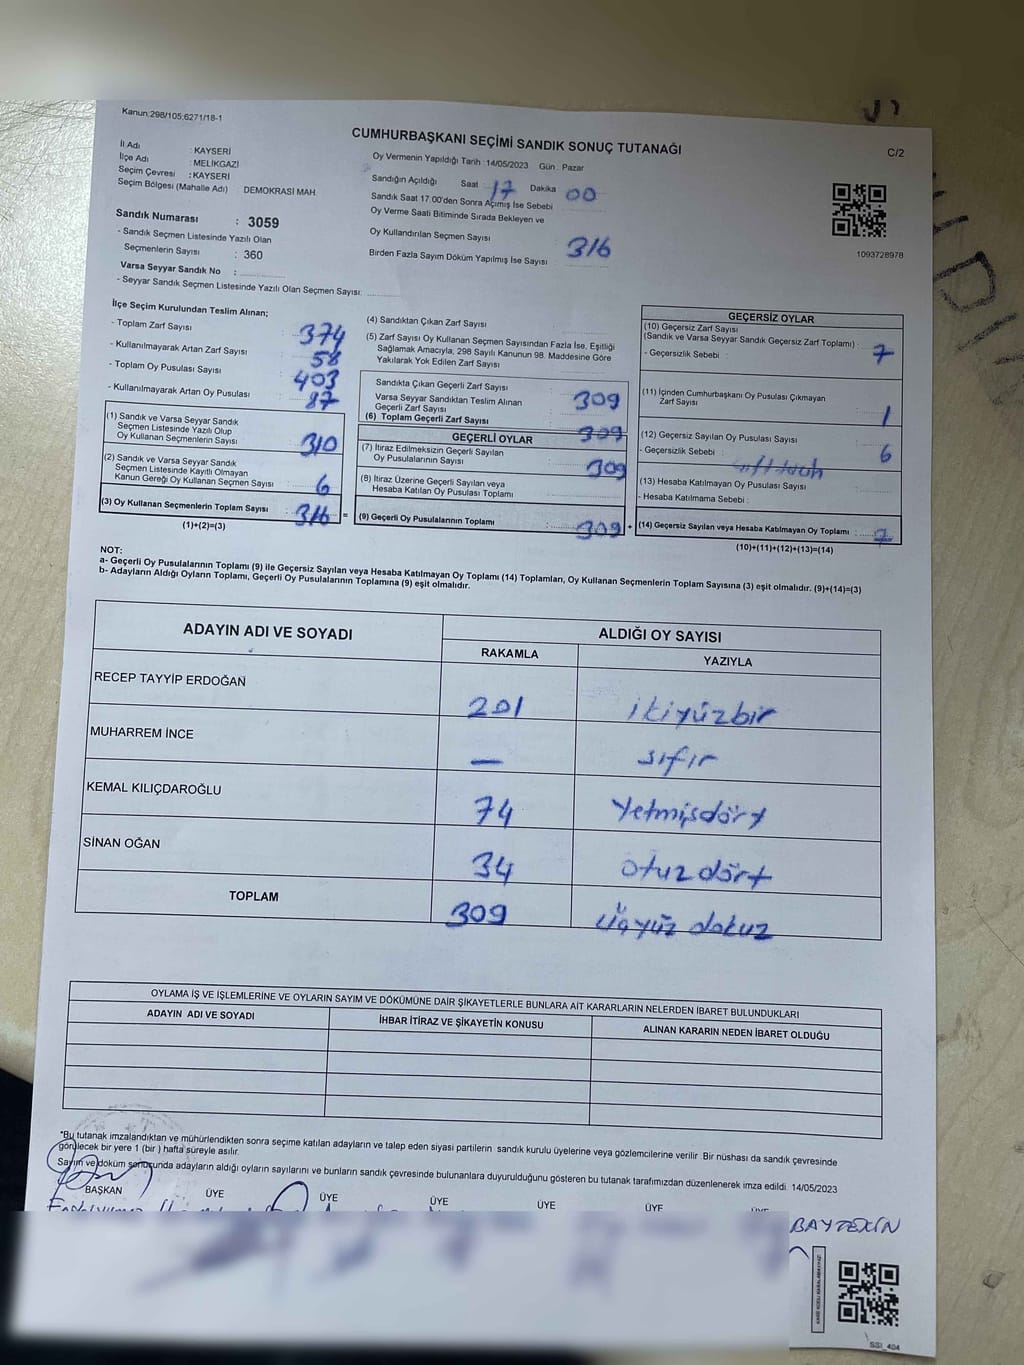 Kanun:298/105:6271/18-1
CUMHURBAŞKANI SEÇİMİ SANDIK SONUÇ TUTANAĞI
C/2
İl Adı : KAYSERİ
İlçe Adı : MELİKGAZİ
Seçim Çevresi : KAYSERİ
Seçim Bölgesi (Mahalle Adı) DEMOKRASİ MAH.
Oy Vermenin Yapıldığı Tarih :14/05/2023 Gün : Pazar
Sandığın Açıldığı Saat 17 Dakika 00
Sandık Saat 17.00'den Sonra Açımış İse Sebebi
Oy Verme Saati Bitiminde Sırada Bekleyen ve
Oy Kullandırılan Seçmen Sayısı 316
Birden Fazla Sayım Döküm Yapılmış İse Sayısı
1093728978
Sandık Numarası : 3059
- Sandık Seçmen Listesinde Yazılı Olan
Seçmenlerin Sayısı : 360
Varsa Seyyar Sandık No :
- Seyyar Sandık Seçmen Listesinde Yazılı Olan Seçmen Sayısı:
İlçe Seçim Kurulundan Teslim Alınan;
- Toplam Zarf Sayısı 374
- Kullanılmayarak Artan Zarf Sayısı 58
- Toplam Oy Pusulası Sayısı 403
- Kullanılmayarak Artan Oy Pusulası 87
(1) Sandık ve Varsa Seyyar Sandık
Seçmen Listesinde Yazılı Olup
Oy Kullanan Seçmenlerin Sayısı 310
(2) Sandık ve Varsa Seyyar Sandık
Seçmen Listesinde Kayıtlı Olmayan
Kanun Gereği Oy Kullanan Seçmen Sayısı 6
(3) Oy Kullanan Seçmenlerin Toplam Sayısı 316 =
(1)+(2)=(3)
(4) Sandıktan Çıkan Zarf Sayısı
(5) Zarf Sayısı Oy Kullanan Seçmen Sayısından Fazla İse, Eşitliği
Sağlamak Amacıyla, 298 Sayılı Kanunun 98. Maddesine Göre
Yakılarak Yok Edilen Zarf Sayısı
Sandıkta Çıkan Geçerli Zarf Sayısı 309
Varsa Seyyar Sandıktan Teslim Alınan
Geçerli Zarf Sayısı
(6) Toplam Geçerli Zarf Sayısı 309
GEÇERLİ OYLAR
(7) İtiraz Edilmeksizin Geçerli Sayılan
Oy Pusulalarının Sayısı 309
(8) İtiraz Üzerine Geçerli Sayılan veya
Hesaba Katılan Oy Pusulası Toplamı
(9) Geçerli Oy Pusulalarının Toplamı : 309 +
GEÇERSİZ OYLAR
(10) Geçersiz Zarf Sayısı
(Sandık ve Varsa Seyyar Sandık Geçersiz Zarf Toplamı) : 7
- Geçersizlik Sebebi :
(11) İçinden Cumhurbaşkanı Oy Pusulası Çıkmayan
Zarf Sayısı 1
(12) Geçersiz Sayılan Oy Pusulası Sayısı 6
- Geçersizlik Sebebi :
(13) Hesaba Katılmayan Oy Pusulası Sayısı
- Hesaba Katılmama Sebebi :
(14) Geçersiz Sayılan veya Hesaba Katılmayan Oy Toplamı : 7
(10)+(11)+(12)+(13)=(14)
NOT:
a- Geçerli Oy Pusulalarının Toplamı (9) ile Geçersiz Sayılan veya Hesaba Katılmayan Oy Toplamı (14) Toplamları, Oy Kullanan Seçmenlerin Toplam Sayısına (3) eşit olmalıdır. (9)+(14)=(3)
b- Adayların Aldığı Oyların Toplamı, Geçerli Oy Pusulalarının Toplamına (9) eşit olmalıdır.
ADAYIN ADI VE SOYADI ALDIĞI OY SAYISI
RAKAMLA YAZIYLA
RECEP TAYYİP ERDOĞAN 201 ikiyüzbir
MUHARREM İNCE — sıfır
KEMAL KILIÇDAROĞLU 74 Yetmişdört
SİNAN OĞAN 34 otuz dört
TOPLAM 309 üçyüz dokuz
OYLAMA İŞ VE İŞLEMLERİNE VE OYLARIN SAYIM VE DÖKÜMÜNE DAİR ŞİKAYETLERLE BUNLARA AİT KARARLARIN NELERDEN İBARET BULUNDUKLARI
ADAYIN ADI VE SOYADI İHBAR İTİRAZ VE ŞİKAYETİN KONUSU ALINAN KARARIN NEDEN İBARET OLDUĞU
*Bu tutanak imzalandıktan ve mühürlendikten sonra seçime katılan adayların ve talep eden siyasi partilerin sandık kurulu üyelerine veya gözlemcilerine verilir. Bir nüshası da sandık çevresinde
görülecek bir yere 1 (bir ) hafta süreyle asılır.
Sayım ve döküm sonucunda adayların aldığı oyların sayılarını ve bunların sandık çevresinde bulunanlara duyurulduğunu gösteren bu tutanak tarafımızdan düzenlenerek imza edildi. 14/05/2023
BAŞKAN ÜYE ÜYE ÜYE ÜYE ÜYE ÜYE
BAYTEKİN
SSI_404